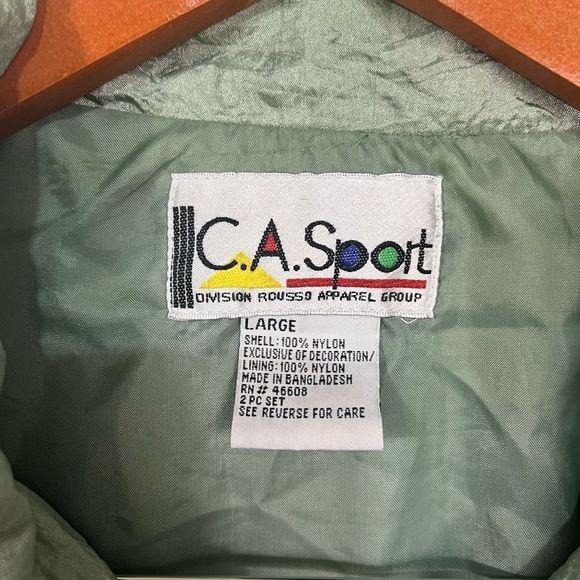 C.A.Sport
DIVISION ROUSSO APPAREL GROUP
LARGE
SHELL: 100% NYLON
EXCLUSIVE OF DECORATION/
LINING: 100% NYLON
MADE IN BANGLADESH
RN # 46608
2 PC SET
SEE REVERSE FOR CARE